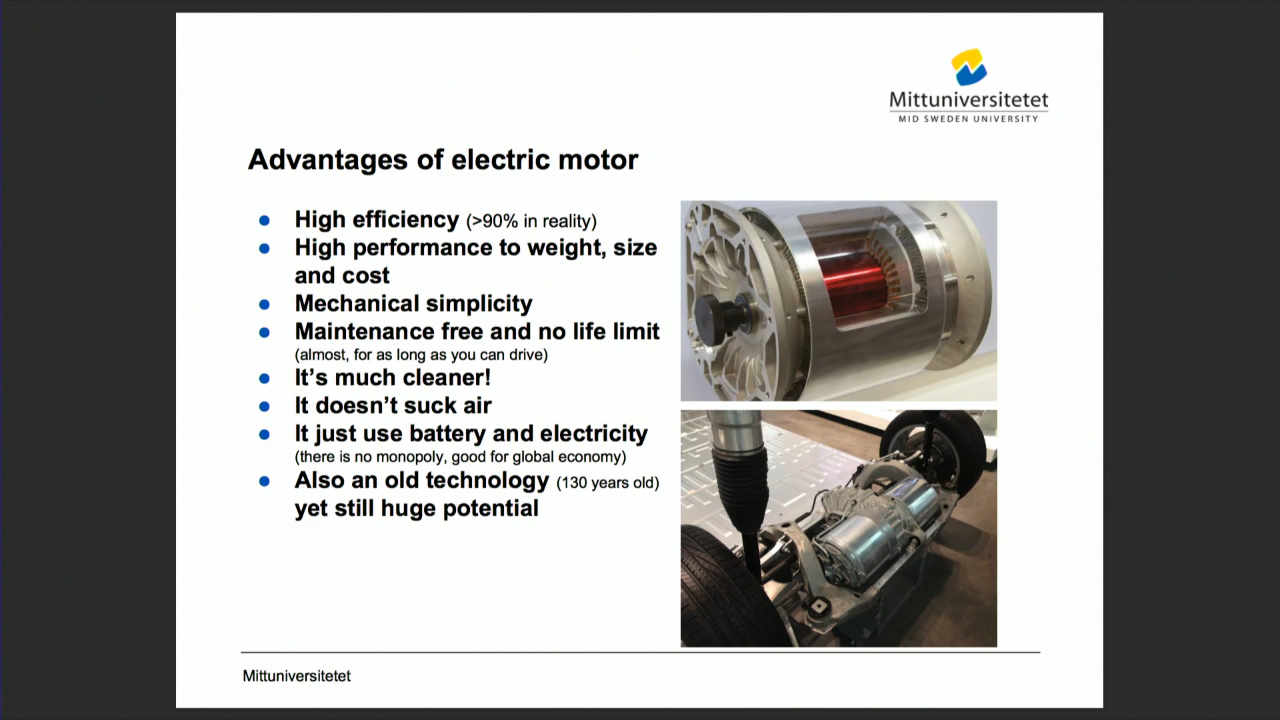 Mittuniversitetet
MID SWEDEN UNIVERSITY
Advantages of electric motor
High efficiency (>90% in reality)
High performance to weight, size
and cost
Mechanical simplicity
Maintenance free and no life limit
(almost, for as long as you can drive)
It's much cleaner!
It doesn't suck air
It just use battery and electricity
(there is no monopoly, good for global economy)
Also an old technology (130 years old)
yet still huge potential
Mittuniversitetet